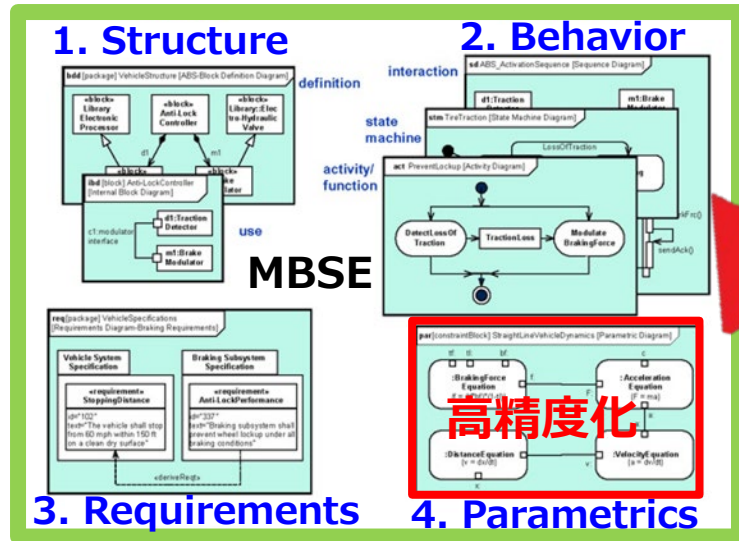 1. Structure
2. Behavior
bdd [package] VehicleStructure [ABS-Block Definition Diagram]
definition
«block»
Library
Electronic
Processor
«block»
Anti-Lock
Controller
«block»
Library::Elec
tro-Hydraulic
Valve
d1
m1
«block»
«block»
ibd [block] Anti-LockController
[Internal Block Diagram]
d1:Traction
Detector
c1:modulator
interface
m1:Brake
Modulator
use
interaction
sd ABS_ActivationSequence [Sequence Diagram]
d1:Traction
m1:Brake
state
machine
stm TireTraction [State Machine Diagram]
LossOfTraction
activity/
function
act PreventLockup [Activity Diagram]
DetectLossOf
Traction
TractionLoss
Modulate
BrakingForce
sendAck()
MBSE
req [package] VehicleSpecifications
[Requirements Diagram-Braking Requirements]
Vehicle System
Specification
Braking Subsystem
Specification
«requirement»
StoppingDistance
id="102"
text="The vehicle shall stop
from 60 mph within 150 ft
on a clean dry surface"
«requirement»
Anti-LockPerformance
id="337"
text="Braking subsystem shall
prevent wheel lockup under all
braking conditions"
«deriveReqt»
par [constraintBlock] StraightLineVehicleDynamics [Parametric Diagram]
tf:
tl:
bf:
c
:BrakingForce
Equation
f:
F:
:Acceleration
Equation
{F = ma}
高精度化
:DistanceEquation
{v = dx/dt}
v:
:VelocityEquation
{a = dv/dt}
x:
3. Requirements
4. Parametrics